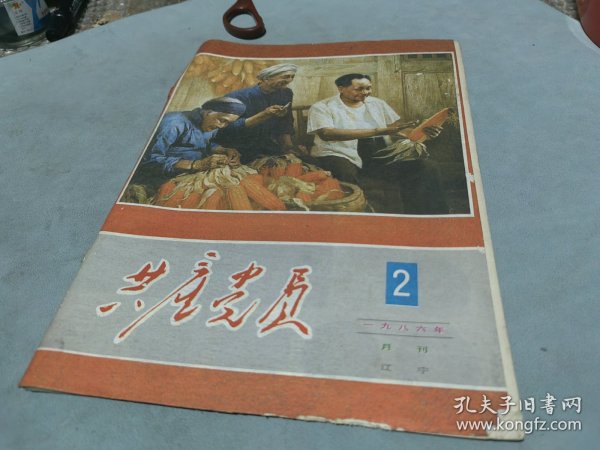 共产党员
2
一九八六年
月刊
辽宁
孔夫子旧书网
www.kongfz.com